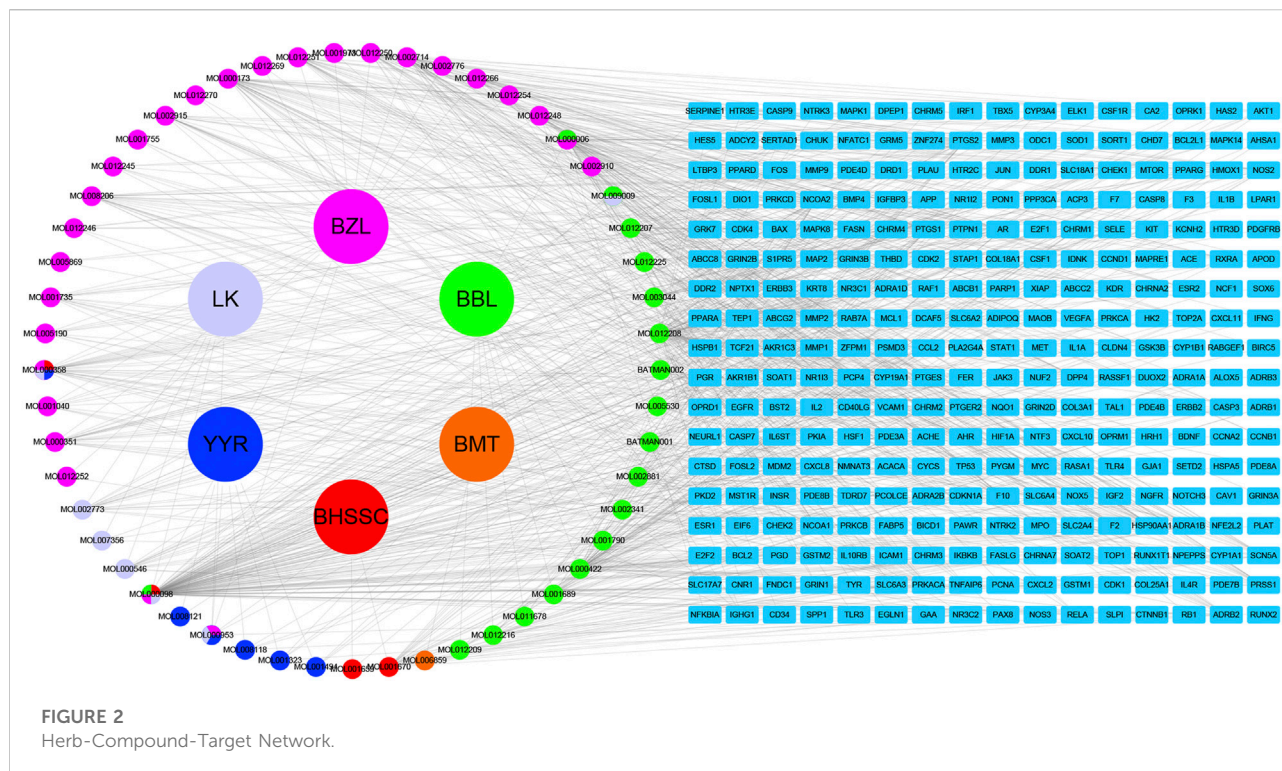 MOL001973
MOL012250
MOL012251
MOL002714
MOL012269
MOL002776
MOL000173
MOL012266
MOL012270
MOL012254
MOL002915
MOL012248
MOL001755
MOL000006
MOL012245
MOL002910
MOL008206
MOL009009
MOL012246
MOL012207
MOL005869
MOL012225
MOL001735
MOL003044
MOL005190
MOL012208
MOL000358
BATMAN002
MOL001040
MOL005530
MOL000351
BATMAN001
MOL012252
MOL002881
MOL002773
MOL002341
MOL007356
MOL001790
MOL000546
MOL000422
MOL000098
MOL001689
MOL011678
MOL000953
MOL012216
MOL012209
MOL001323
MOL001494
MOL001670
MOL006859
BZL
LK
BBL
YYR
BMT
BHSSC
SERPINE1 HTR3E CASP9 NTRK3 MAPK1 DPEP1 CHRM5 IRF1 TBX5 CYP3A4 ELK1 CSF1R CA2 OPRK1 HAS2 AKT1
HES5 ADCY2 SERTAD1 CHUK NFATC1 GRM5 ZNF274 PTGS2 MMP3 ODC1 SOD1 SORT1 CHD7 BCL2L1 MAPK14 AHSA1
LTBP3 PPARD FOS MMP9 PDE4D DRD1 PLAU HTR2C JUN DDR1 SLC18A1 CHEK1 MTOR PPARG HMOX1 NOS2
FOSL1 DIO1 PRKCD NCOA2 BMP4 IGFBP3 APP NR1I2 PON1 PPP3CA ACP3 F7 CASP8 F3 IL1B LPAR1
GRK7 CDK4 BAX MAPK8 FASN CHRM4 PTGS1 PTPN1 AR E2F1 CHRM1 SELE KIT KCNH2 HTR3D PDGFRB
ABCC8 GRIN2B S1PR5 MAP2 GRIN3B THBD CDK2 STAP1 COL18A1 CSF1 IDNK CCND1 MAPRE1 ACE RXRA APOD
DDR2 NPTX1 ERBB3 KRT8 NR3C1 ADRA1D RAF1 ABCB1 PARP1 XIAP ABCC2 KDR CHRNA2 ESR2 NCF1 SOX6
PPARA TEP1 ABCG2 MMP2 RAB7A MCL1 DCAF5 SLC6A2 ADIPOQ MAOB VEGFA PRKCA HK2 TOP2A CXCL11 IFNG
HSPB1 TCF21 AKR1C3 MMP1 ZFPM1 PSMD3 CCL2 PLA2G4A STAT1 MET IL1A CLDN4 GSK3B CYP1B1 RABGEF1 BIRC5
PGR AKR1B1 SOAT1 NR1I3 PCP4 CYP19A1 PTGES FER JAK3 NUF2 DPP4 RASSF1 DUOX2 ADRA1A ALOX5 ADRB3
OPRD1 EGFR BST2 IL2 CD40LG VCAM1 CHRM2 PTGER2 NQO1 GRIN2D COL3A1 TAL1 PDE4B ERBB2 CASP3 ADRB1
NEURL1 CASP7 IL6ST PKIA HSF1 PDE3A ACHE AHR HIF1A NTF3 CXCL10 OPRM1 HRH1 BDNF CCNA2 CCNB1
CTSD FOSL2 MDM2 CXCL8 NMNAT3 ACACA CYCS TP53 PYGM MYC RASA1 TLR4 GJA1 SETD2 HSPA5 PDE8A
PKD2 MST1R INSR PDE8B TDRD7 PCOLCE ADRA2B CDKN1A F10 SLC6A4 NOX5 IGF2 NGFR NOTCH3 CAV1 GRIN3A
ESR1 EIF6 CHEK2 NCOA1 PRKCB FABP5 BICD1 PAWR NTRK2 MPO SLC2A4 F2 HSP90AA1 ADRA1B NFE2L2 PLAT
E2F2 BCL2 PGD GSTM2 IL10RB ICAM1 CHRM3 IKBKB FASLG CHRNA7 SOAT2 TOP1 RUNX1T1 NPEPPS CYP1A1 SCN5A
SLC17A7 CNR1 FNDC1 GRIN1 TYR SLC6A3 PRKACA TNFAIP6 PCNA CXCL2 GSTM1 CDK1 COL25A1 IL4R PDE7B PRSS1
NFKBIA IGHG1 CD34 SPP1 TLR3 EGLN1 GAA NR3C2 PAX8 NOS3 RELA SLPI CTNNB1 RB1 ADRB2 RUNX2
FIGURE 2
Herb-Compound-Target Network.